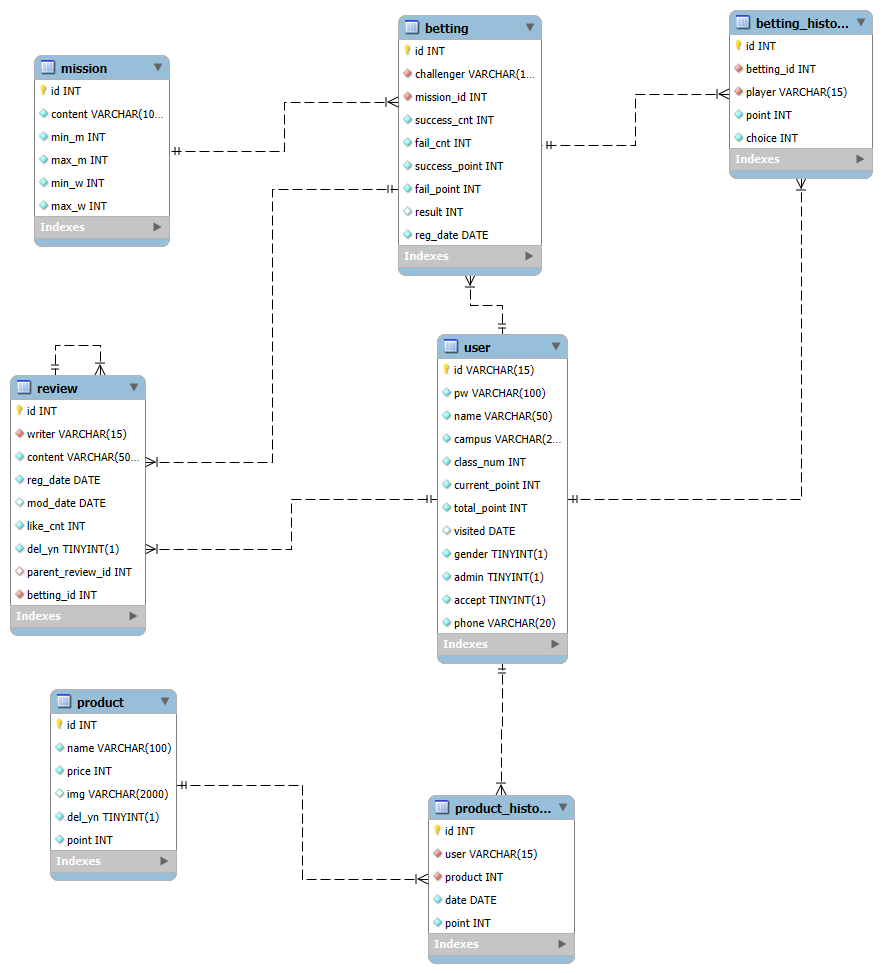 mission
id INT
content VARCHAR(10...
min_m INT
max_m INT
min_w INT
max_w INT
Indexes
betting
id INT
challenger VARCHAR(1...
mission_id INT
success_cnt INT
fail_cnt INT
success_point INT
fail_point INT
result INT
reg_date DATE
Indexes
betting_histo...
id INT
betting_id INT
player VARCHAR(15)
point INT
choice INT
Indexes
review
id INT
writer VARCHAR(15)
content VARCHAR(50...
reg_date DATE
mod_date DATE
like_cnt INT
del_yn TINYINT(1)
parent_review_id INT
betting_id INT
Indexes
user
id VARCHAR(15)
pw VARCHAR(100)
name VARCHAR(50)
campus VARCHAR(2...
class_num INT
current_point INT
total_point INT
visited DATE
gender TINYINT(1)
admin TINYINT(1)
accept TINYINT(1)
phone VARCHAR(20)
Indexes
product
id INT
name VARCHAR(100)
price INT
img VARCHAR(2000)
del_yn TINYINT(1)
point INT
Indexes
product_histo...
id INT
user VARCHAR(15)
product INT
date DATE
point INT
Indexes